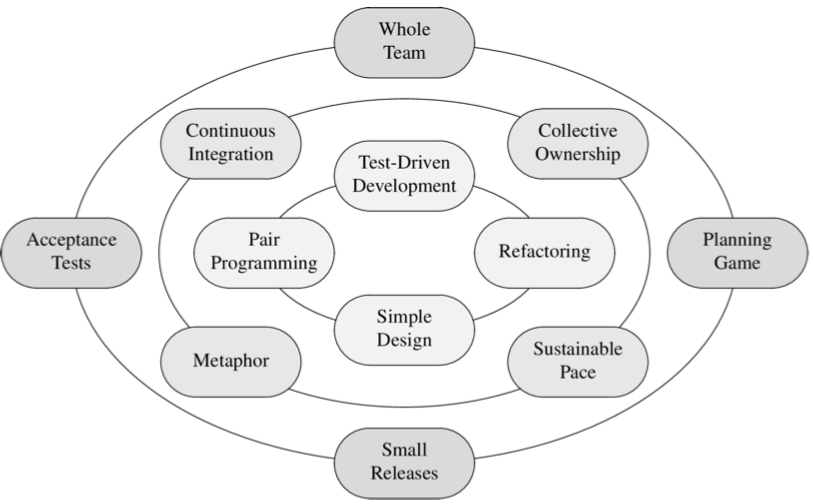 Whole
Team
Continuous
Integration
Collective
Ownership
Test-Driven
Development
Acceptance
Tests
Pair
Programming
Refactoring
Planning
Game
Simple
Design
Metaphor
Sustainable
Pace
Small
Releases